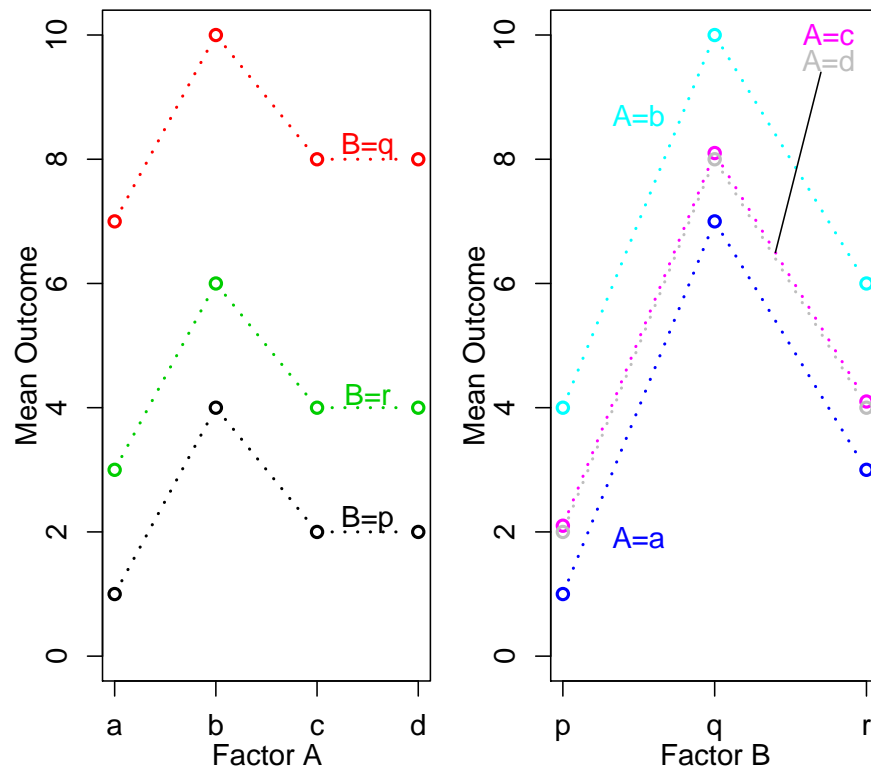 Mean Outcome
0
2
4
6
8
10
B=q
B=r
B=p
a
b
c
d
Factor A
Mean Outcome
0
2
4
6
8
10
A=c
A=d
A=b
A=a
p
q
r
Factor B